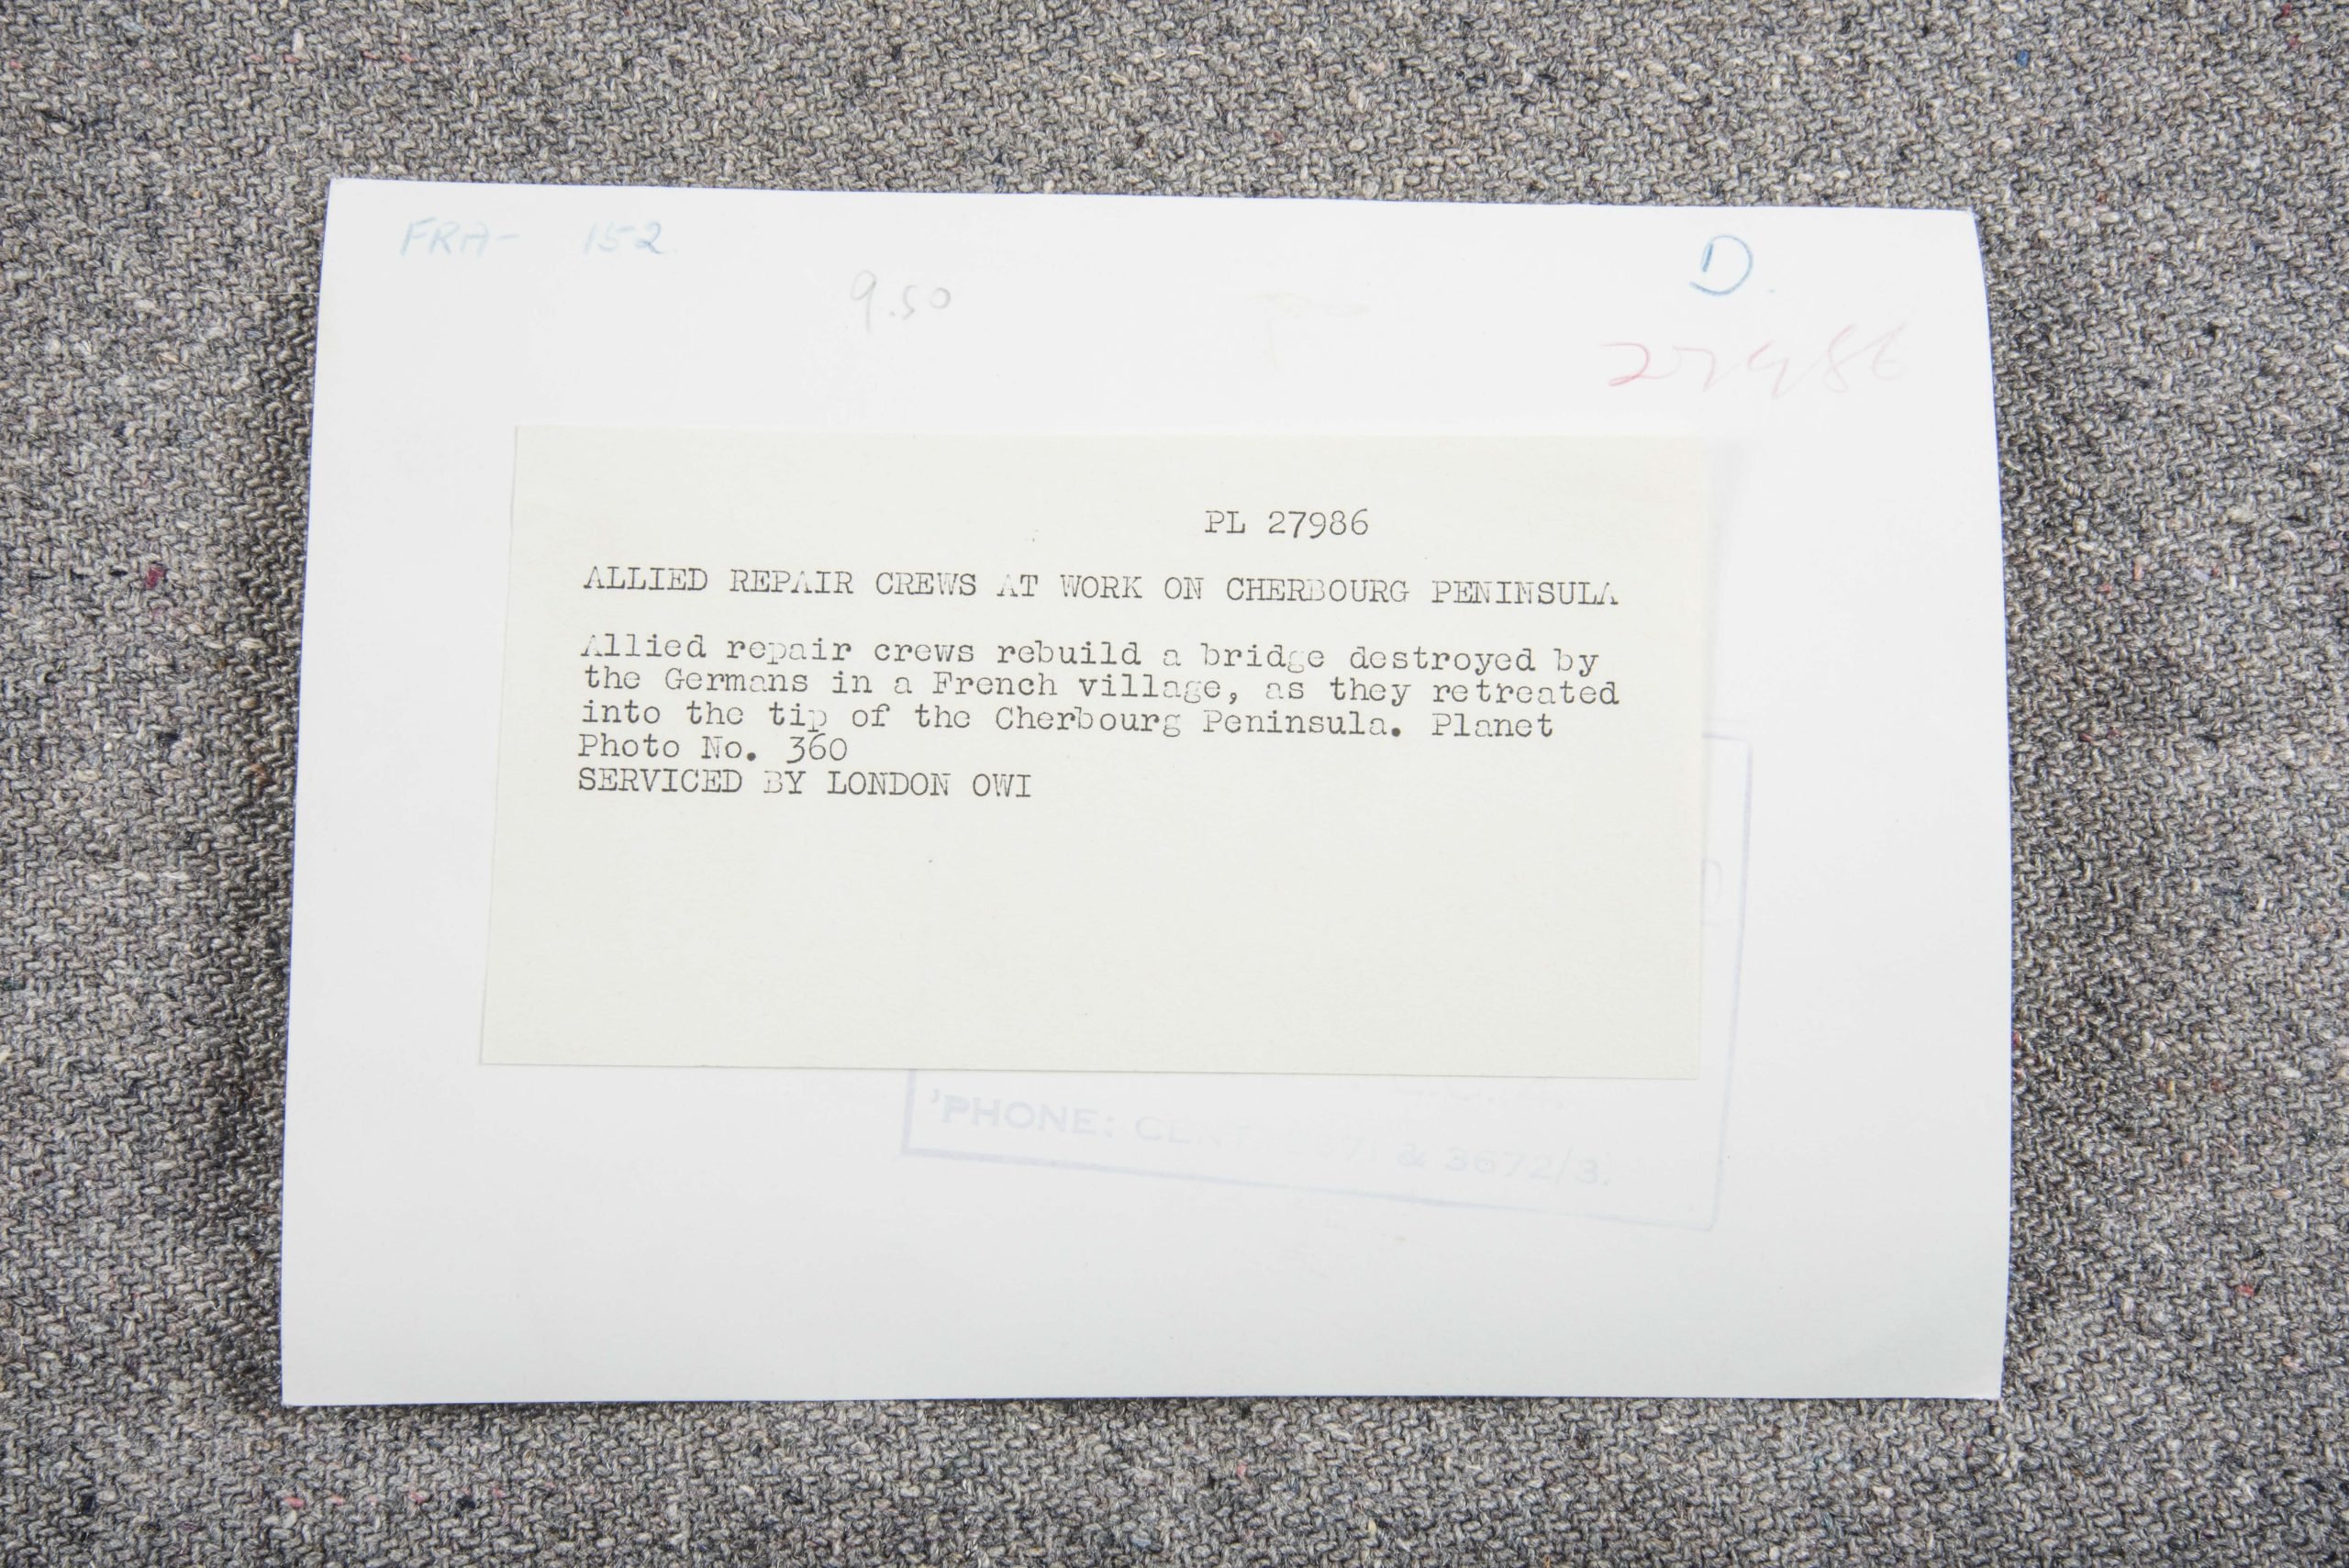 FRA- 152
D.
9.50
27986
PL 27986
ALLIED REPAIR CREWS AT WORK ON CHERBOURG PENINSULA
Allied repair crews rebuild a bridge destroyed by
the Germans in a French village, as they retreated
into the tip of the Cherbourg Peninsula. Planet
Photo No. 360
SERVICED BY LONDON OWI
'PHONE: & 3672/3.